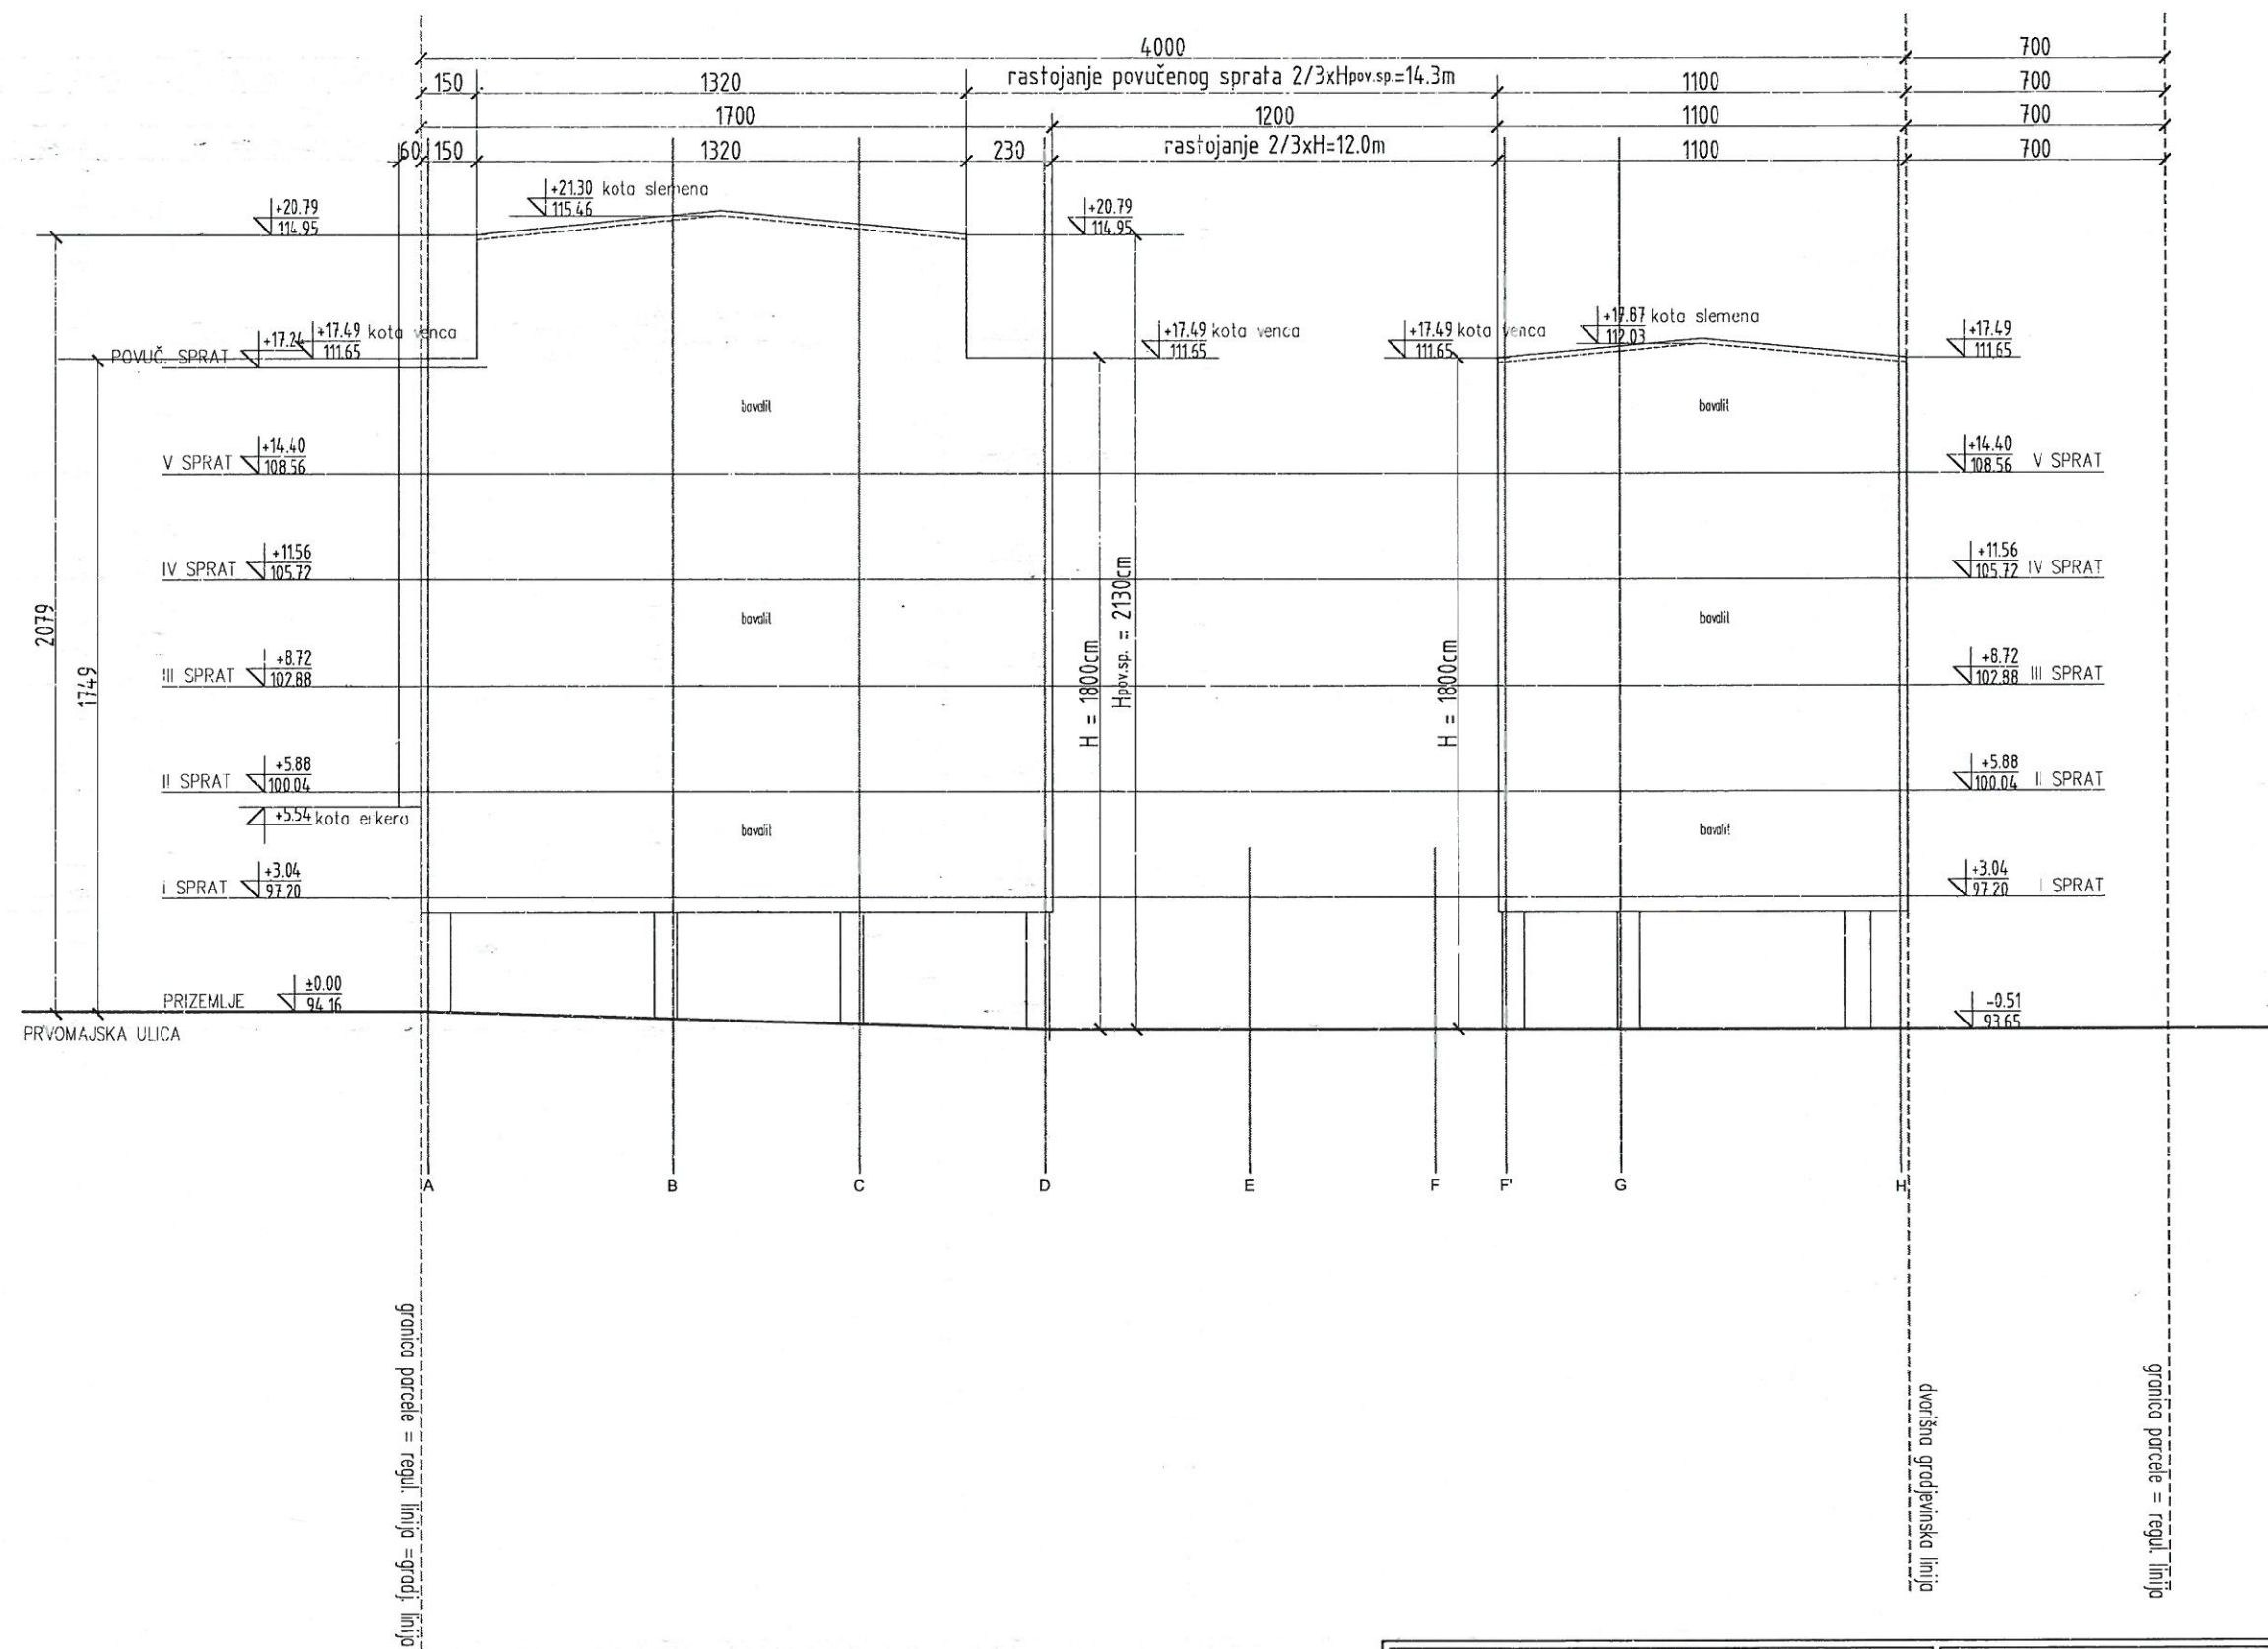 4000 700
150 1320 rastojanje povučenog sprata 2/3xHpov.sp.=14.3m 1100 700
1700 1200 1100 700
60 150 1320 230 rastojanje 2/3xH=12.0m 1100 700
+21.30 kota slemena
115.46
+20.79
114.95
+20.79
114.95
POVUČ. SPRAT
+17.24
+17.49 kota venca
111.65
+17.49 kota venca
111.65
+17.49 kota venca
111.65
+17.87 kota slemena
112.03
+17.49
111.65
bavalit
bavalit
V SPRAT
+14.40
108.56
+14.40
108.56
V SPRAT
IV SPRAT
+11.56
105.72
+11.56
105.72
IV SPRAT
2079
1749
bavalit
bavalit
H = 1800cm
Hpov.sp. = 2130cm
H = 1800cm
III SPRAT
+8.72
102.88
+8.72
102.88
III SPRAT
II SPRAT
+5.88
100.04
+5.88
100.04
II SPRAT
+5.54 kota erkera
bavalit
bavalit
I SPRAT
+3.04
97.20
+3.04
97.20
I SPRAT
PRIZEMLJE
±0.00
94.16
-0.51
93.65
PRVOMAJSKA ULICA
A B C D E F F' G H
granica parcele = regul. linija =gradj. linija
dvorišna gradjevinska linija
granica parcele = regul. linija